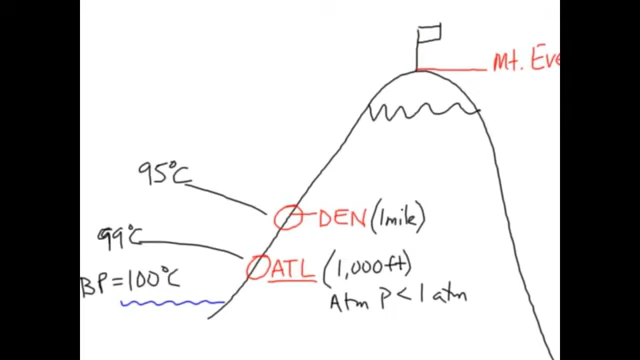 Mt. Eve
95°C
DEN (1mile)
99°C
ATL (1,000ft)
BP = 100°C
Atm P < 1 atm